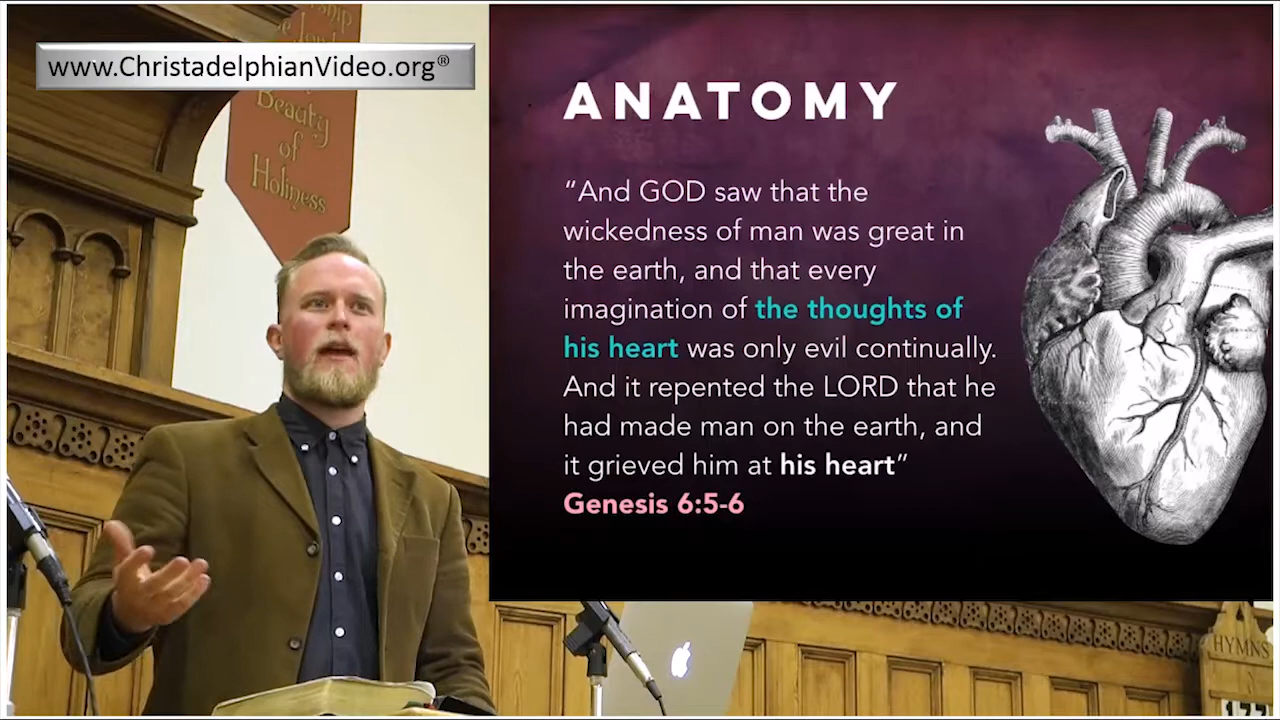 www.ChristadelphianVideo.org®
Beauty
of
Holiness
ANATOMY
“And GOD saw that the
wickedness of man was great in
the earth, and that every
imagination of the thoughts of
his heart was only evil continually.
And it repented the LORD that he
had made man on the earth, and
it grieved him at his heart”
Genesis 6:5-6
HYMNS